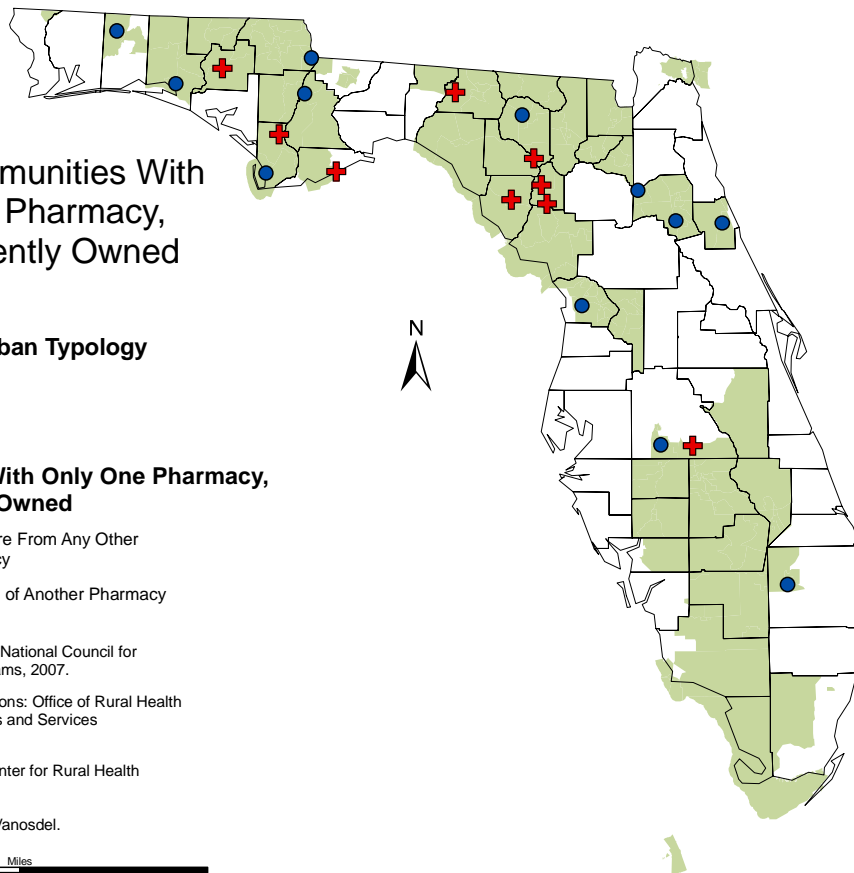 mmunities With
Pharmacy,
ently Owned
N
ban Typology
With Only One Pharmacy,
Owned
re From Any Other
cy
of Another Pharmacy
National Council for
ams, 2007.
ons: Office of Rural Health
s and Services
nter for Rural Health
Vanosdel.
Miles